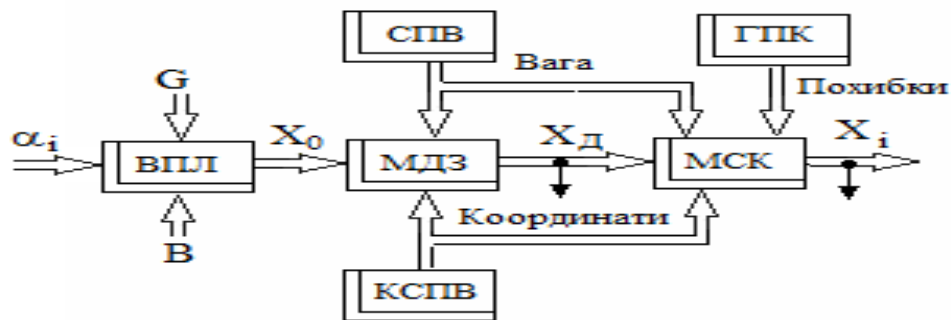 СПВ
ГПК
Вага
G
Похибки
αi
X0
XД
Xi
ВПЛ
МДЗ
МСК
Координати
B
КСПВ